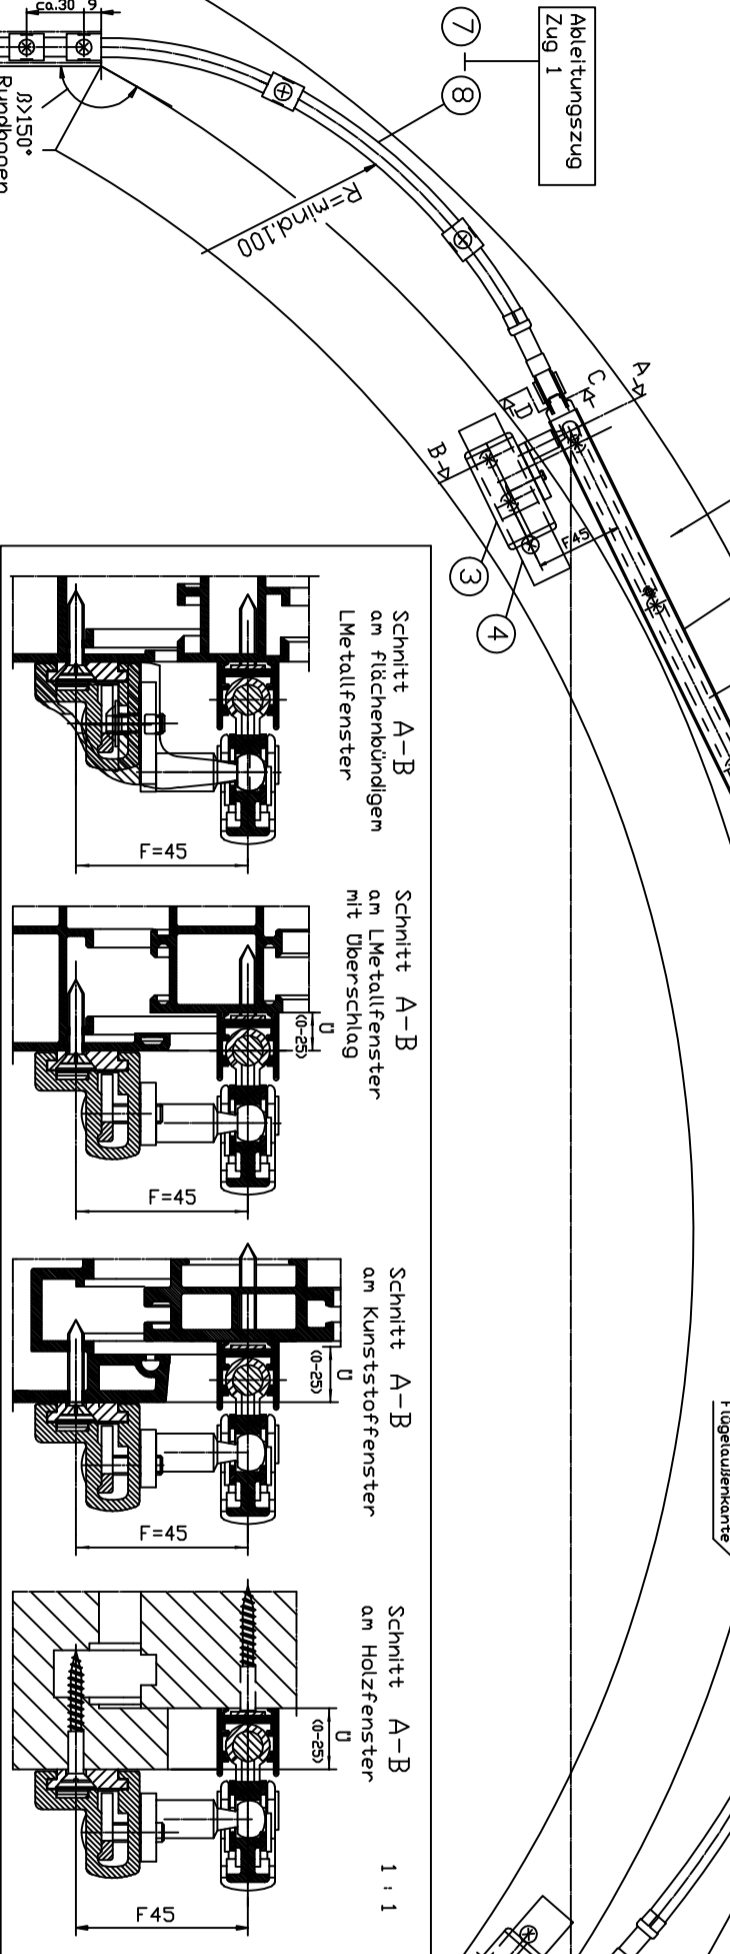 ca.30 9
β>150°
Rundbogen
Ableitungszug
Zug 1
7
8
R=mind.100
A
C
D
B
3
4
F45
Flügelaußenkante
Schnitt A-B
am flächenbündigem
LMetallfenster
F=45
Schnitt A-B
am LMetallfenster
mit Überschlag
Ü
(0-25)
F=45
Schnitt A-B
am Kunststoffenster
Ü
(0-25)
F=45
Schnitt A-B
am Holzfenster
1 : 1
Ü
(0-25)
F45